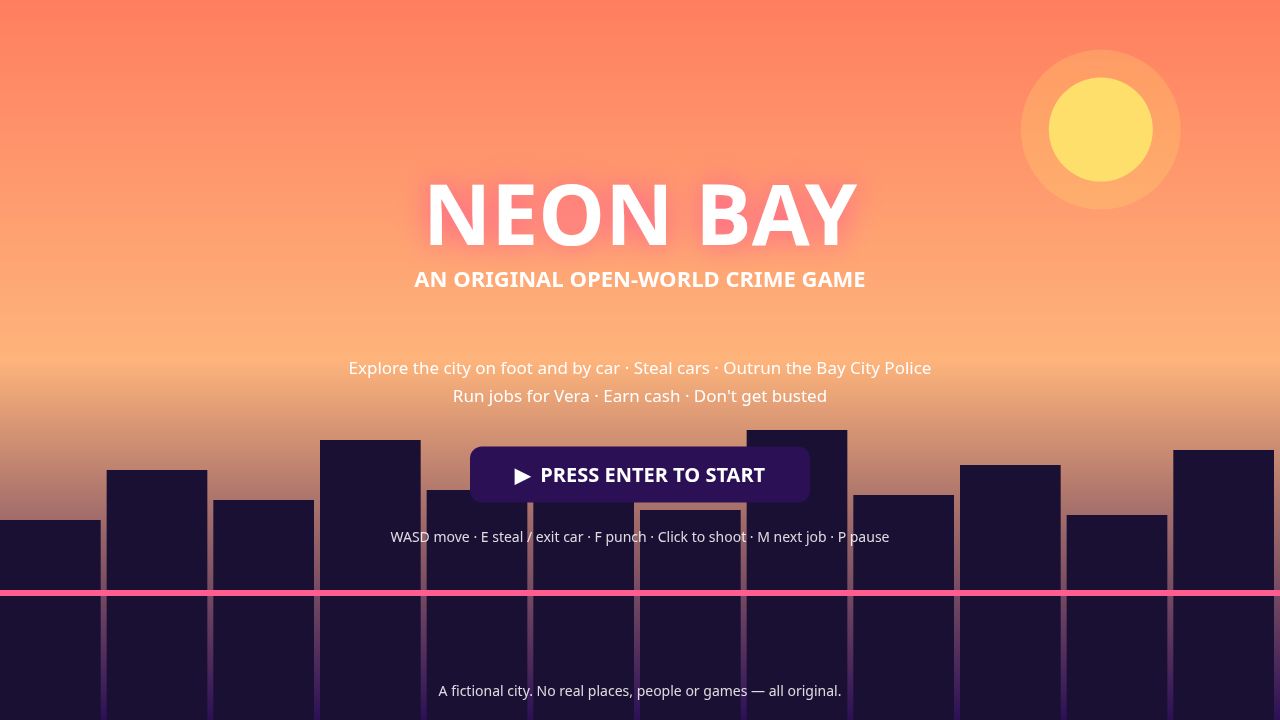 NEON BAY
AN ORIGINAL OPEN-WORLD CRIME GAME
Explore the city on foot and by car · Steal cars · Outrun the Bay City Police
Run jobs for Vera · Earn cash · Don't get busted
▶ PRESS ENTER TO START
WASD move · E steal / exit car · F punch · Click to shoot · M next job · P pause
A fictional city. No real places, people or games — all original.